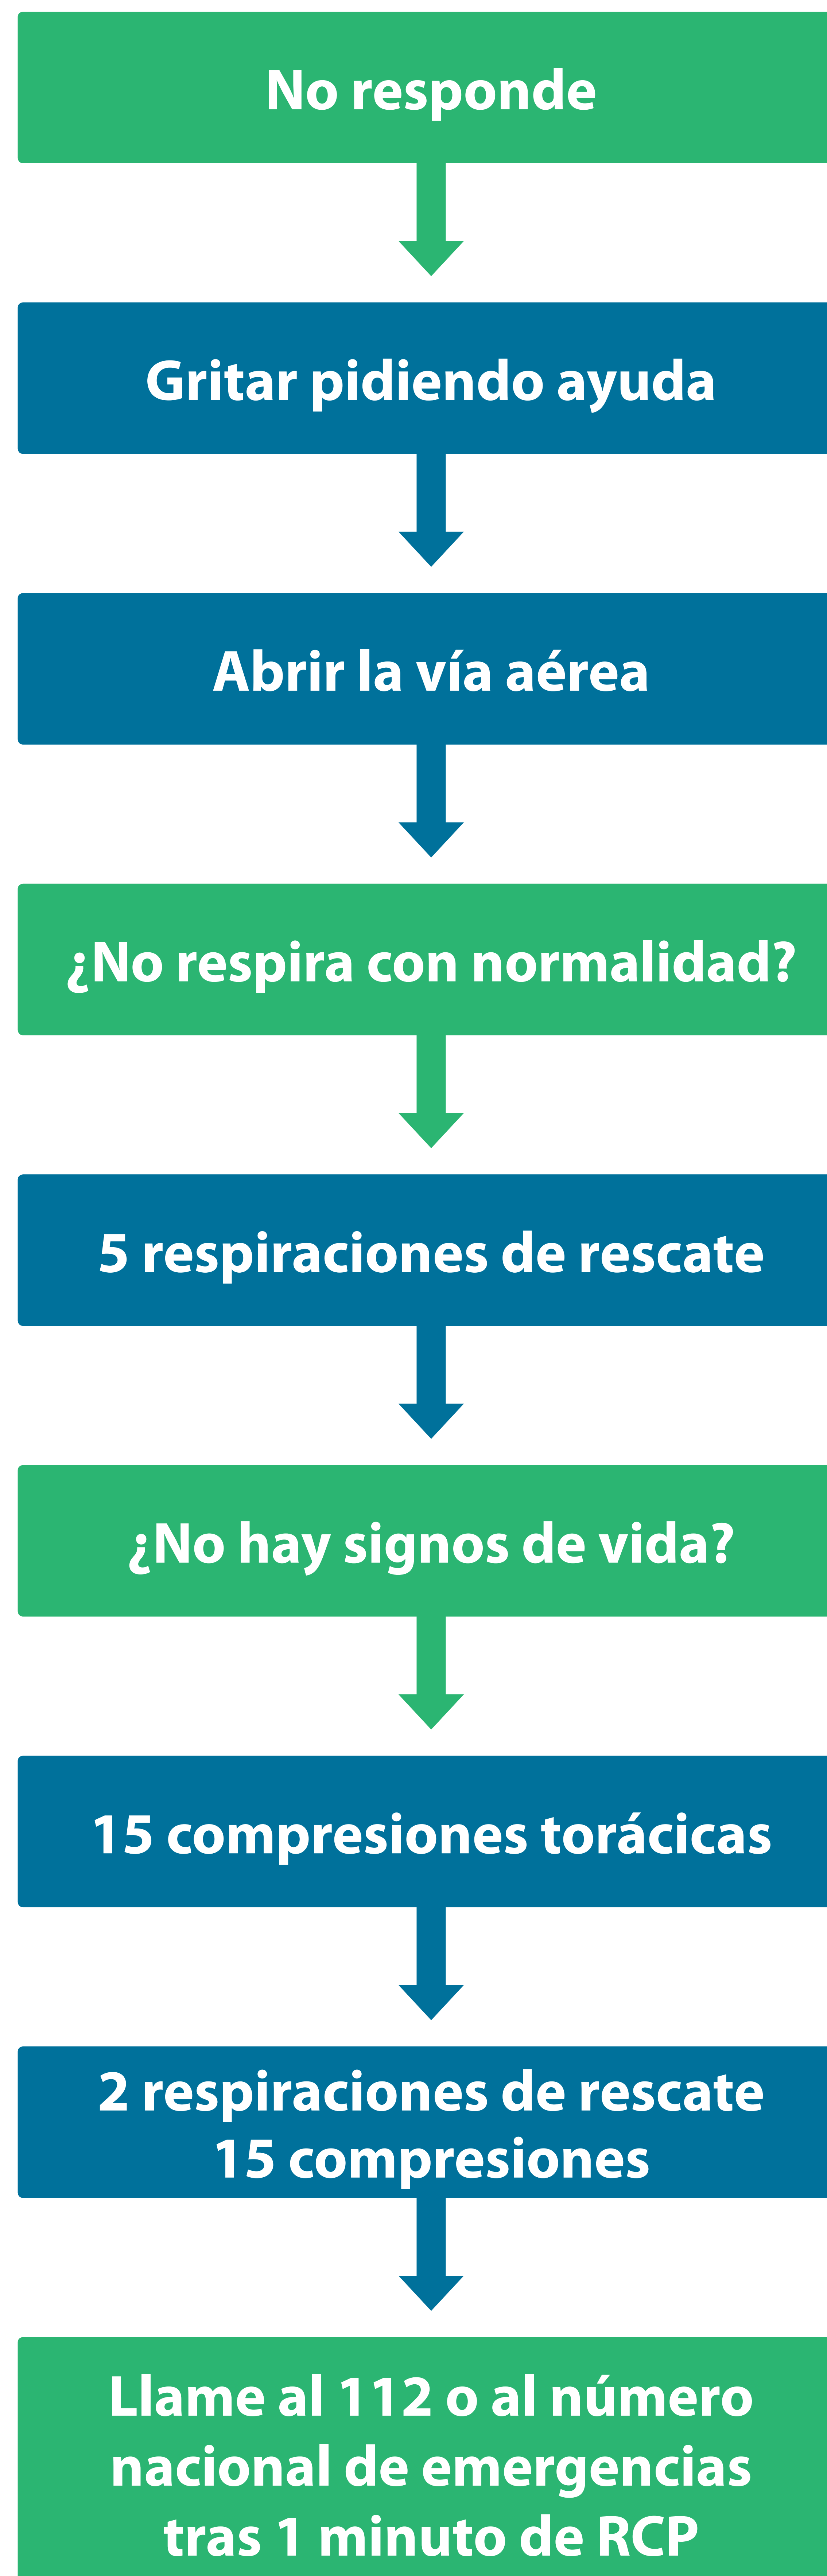 No responde
Gritar pidiendo ayuda
Abrir la vía aérea
¿No respira con normalidad?
5 respiraciones de rescate
¿No hay signos de vida?
15 compresiones torácicas
2 respiraciones de rescate
15 compresiones
Llame al 112 o al número
nacional de emergencias
tras 1 minuto de RCP